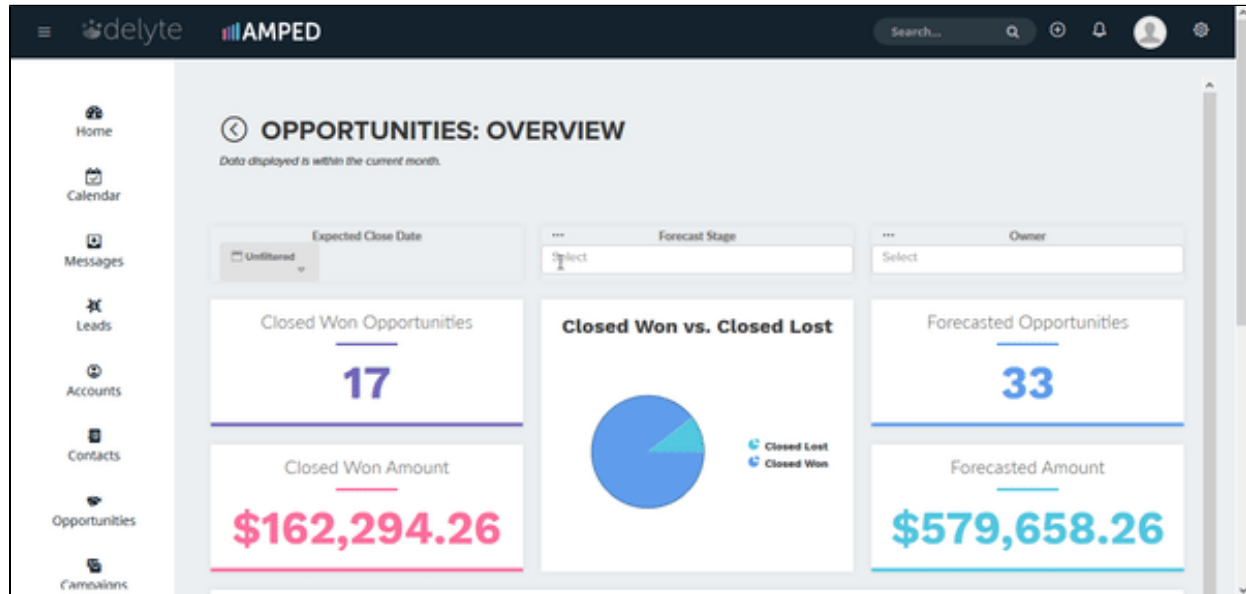 delyte AMPED Search...
Home
Calendar
Messages
Leads
Accounts
Contacts
Opportunities
Campaigns
OPPORTUNITIES: OVERVIEW
Data displayed is within the current month.
Expected Close Date
Unfiltered
... Forecast Stage
Select
... Owner
Select
Closed Won Opportunities
17
Closed Won vs. Closed Lost
Closed Lost
Closed Won
Forecasted Opportunities
33
Closed Won Amount
$162,294.26
Forecasted Amount
$579,658.26